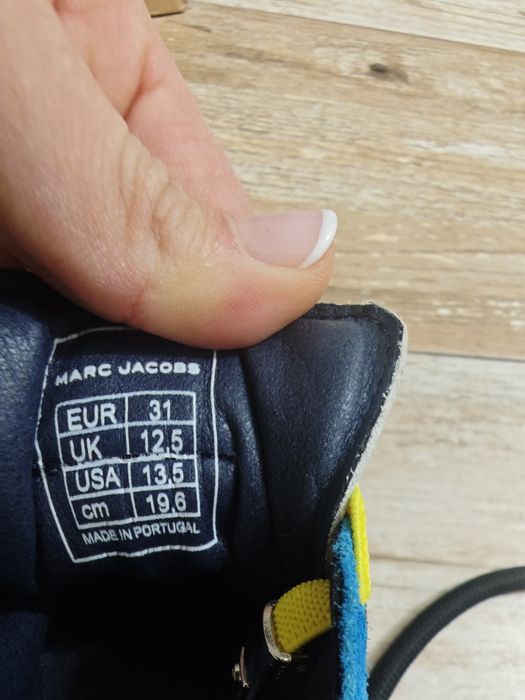 MARC JACOBS
EUR 31
UK 12,5
USA 13,5
cm 19,6
MADE IN PORTUGAL